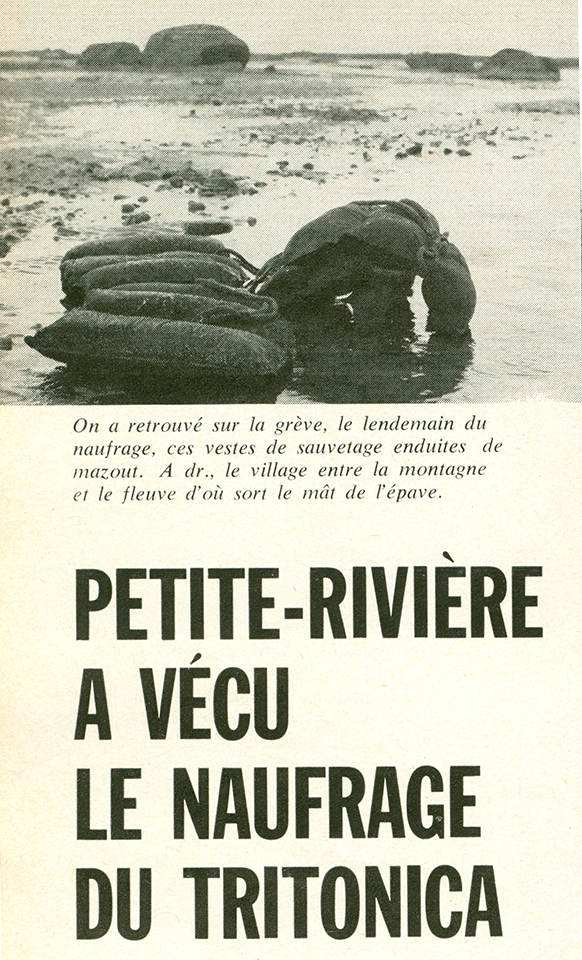 On a retrouvé sur la grève, le lendemain du
naufrage, ces vestes de sauvetage enduites de
mazout. A dr., le village entre la montagne
et le fleuve d'où sort le mât de l'épave.
PETITE-RIVIÈRE
A VÉCU
LE NAUFRAGE
DU TRITONICA